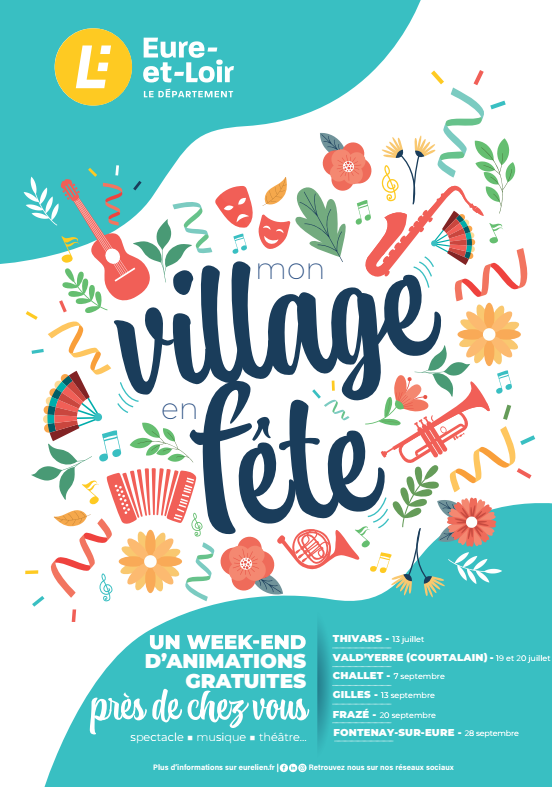 Eure-
et-Loir
LE DÉPARTEMENT
mon
village
en
fête
UN WEEK-END
D'ANIMATIONS
GRATUITES
près de chez vous
spectacle ▪ musique ▪ théâtre...
THIVARS - 13 juillet
VALD'YERRE (COURTALAIN) - 19 et 20 juillet
CHALLET - 7 septembre
GILLES - 13 septembre
FRAZÉ - 20 septembre
FONTENAY-SUR-EURE - 28 septembre
Plus d'informations sur eurelien.fr | Retrouvez nous sur nos réseaux sociaux